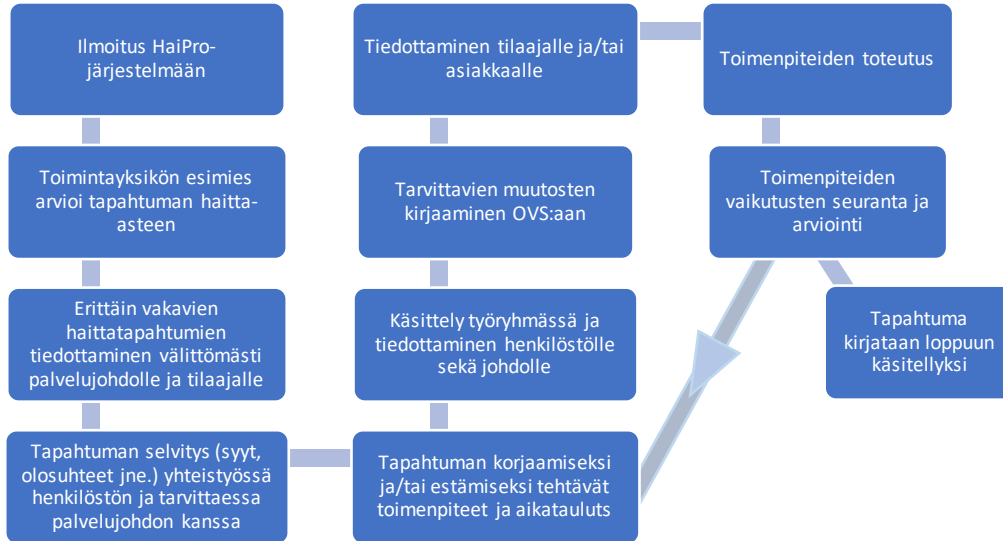 Ilmoitus HaiPro-
järjestelmään
Toimintayksikön esimies
arvioi tapahtuman haitta-
asteen
Erittäin vakavien
haittatapahtumien
tiedottaminen välittömästi
palvelujohdolle ja tilaajalle
Tapahtuman selvitys (syyt,
olosuhteet jne.) yhteistyössä
henkilöstön ja tarvittaessa
palvelujohdon kanssa
Tapahtuman korjaamiseksi
ja/tai estämiseksi tehtävät
toimenpiteet ja aikatauluts
Käsittely työryhmässä ja
tiedottaminen henkilöstölle
sekä johdolle
Tarvittavien muutosten
kirjaaminen OVS:aan
Tiedottaminen tilaajalle ja/tai
asiakkaalle
Toimenpiteiden toteutus
Toimenpiteiden
vaikutusten seuranta ja
arviointi
Tapahtuma
kirjataan loppuun
käsitellyksi